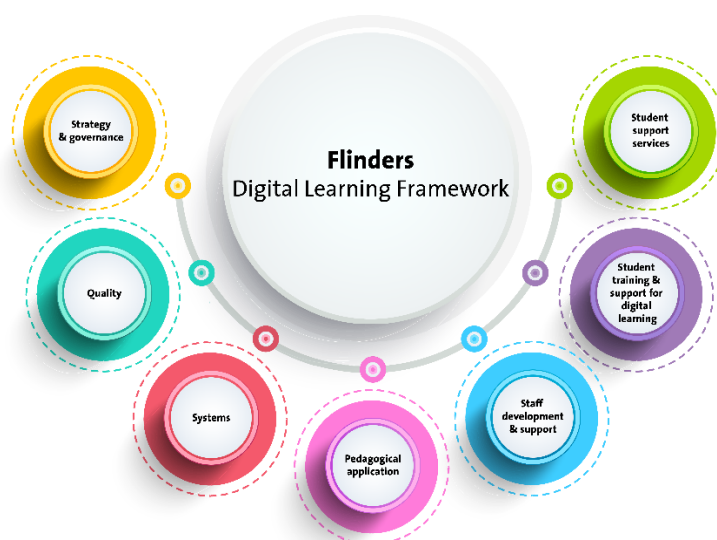 Flinders
Digital Learning Framework
Strategy
& governance
Quality
Systems
Pedagogical
application
Staff
development
& support
Student
training &
support for
digital
learning
Student
support
services